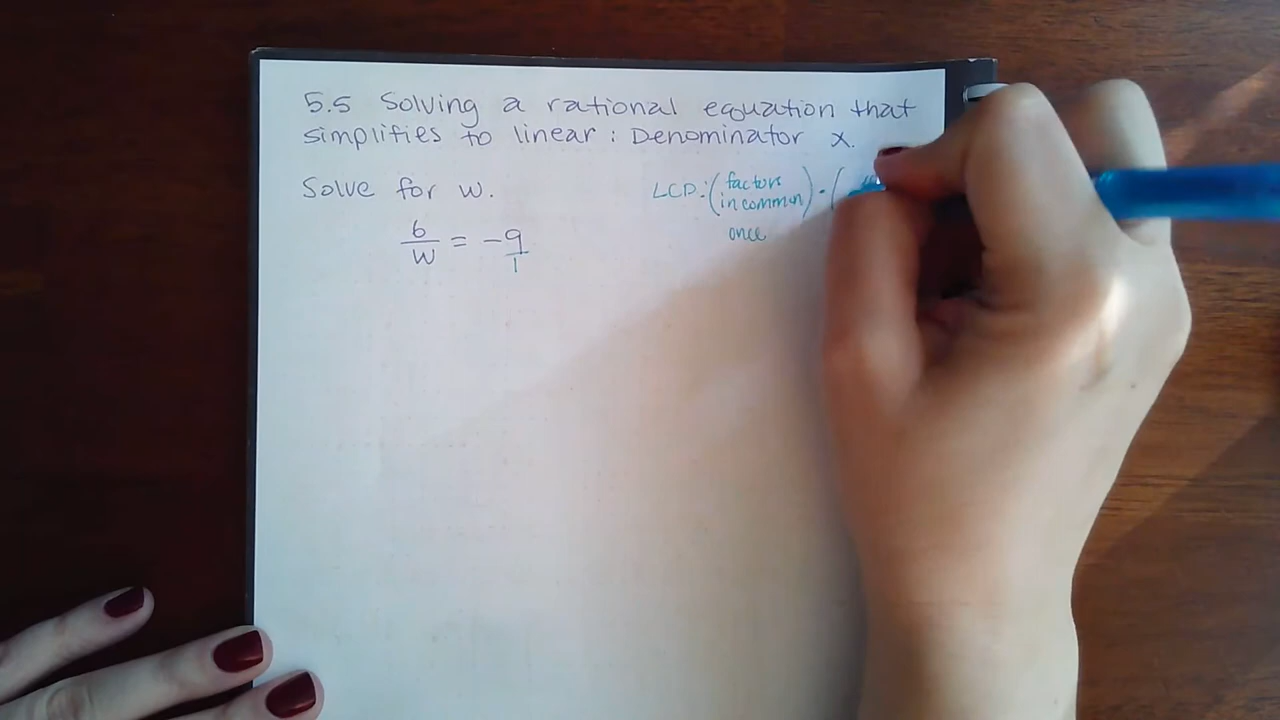 5.5 Solving a rational equation that
simplifies to linear: Denominator x.
Solve for w.
LCD: (factors in common) · (
once
6/w = -9/1